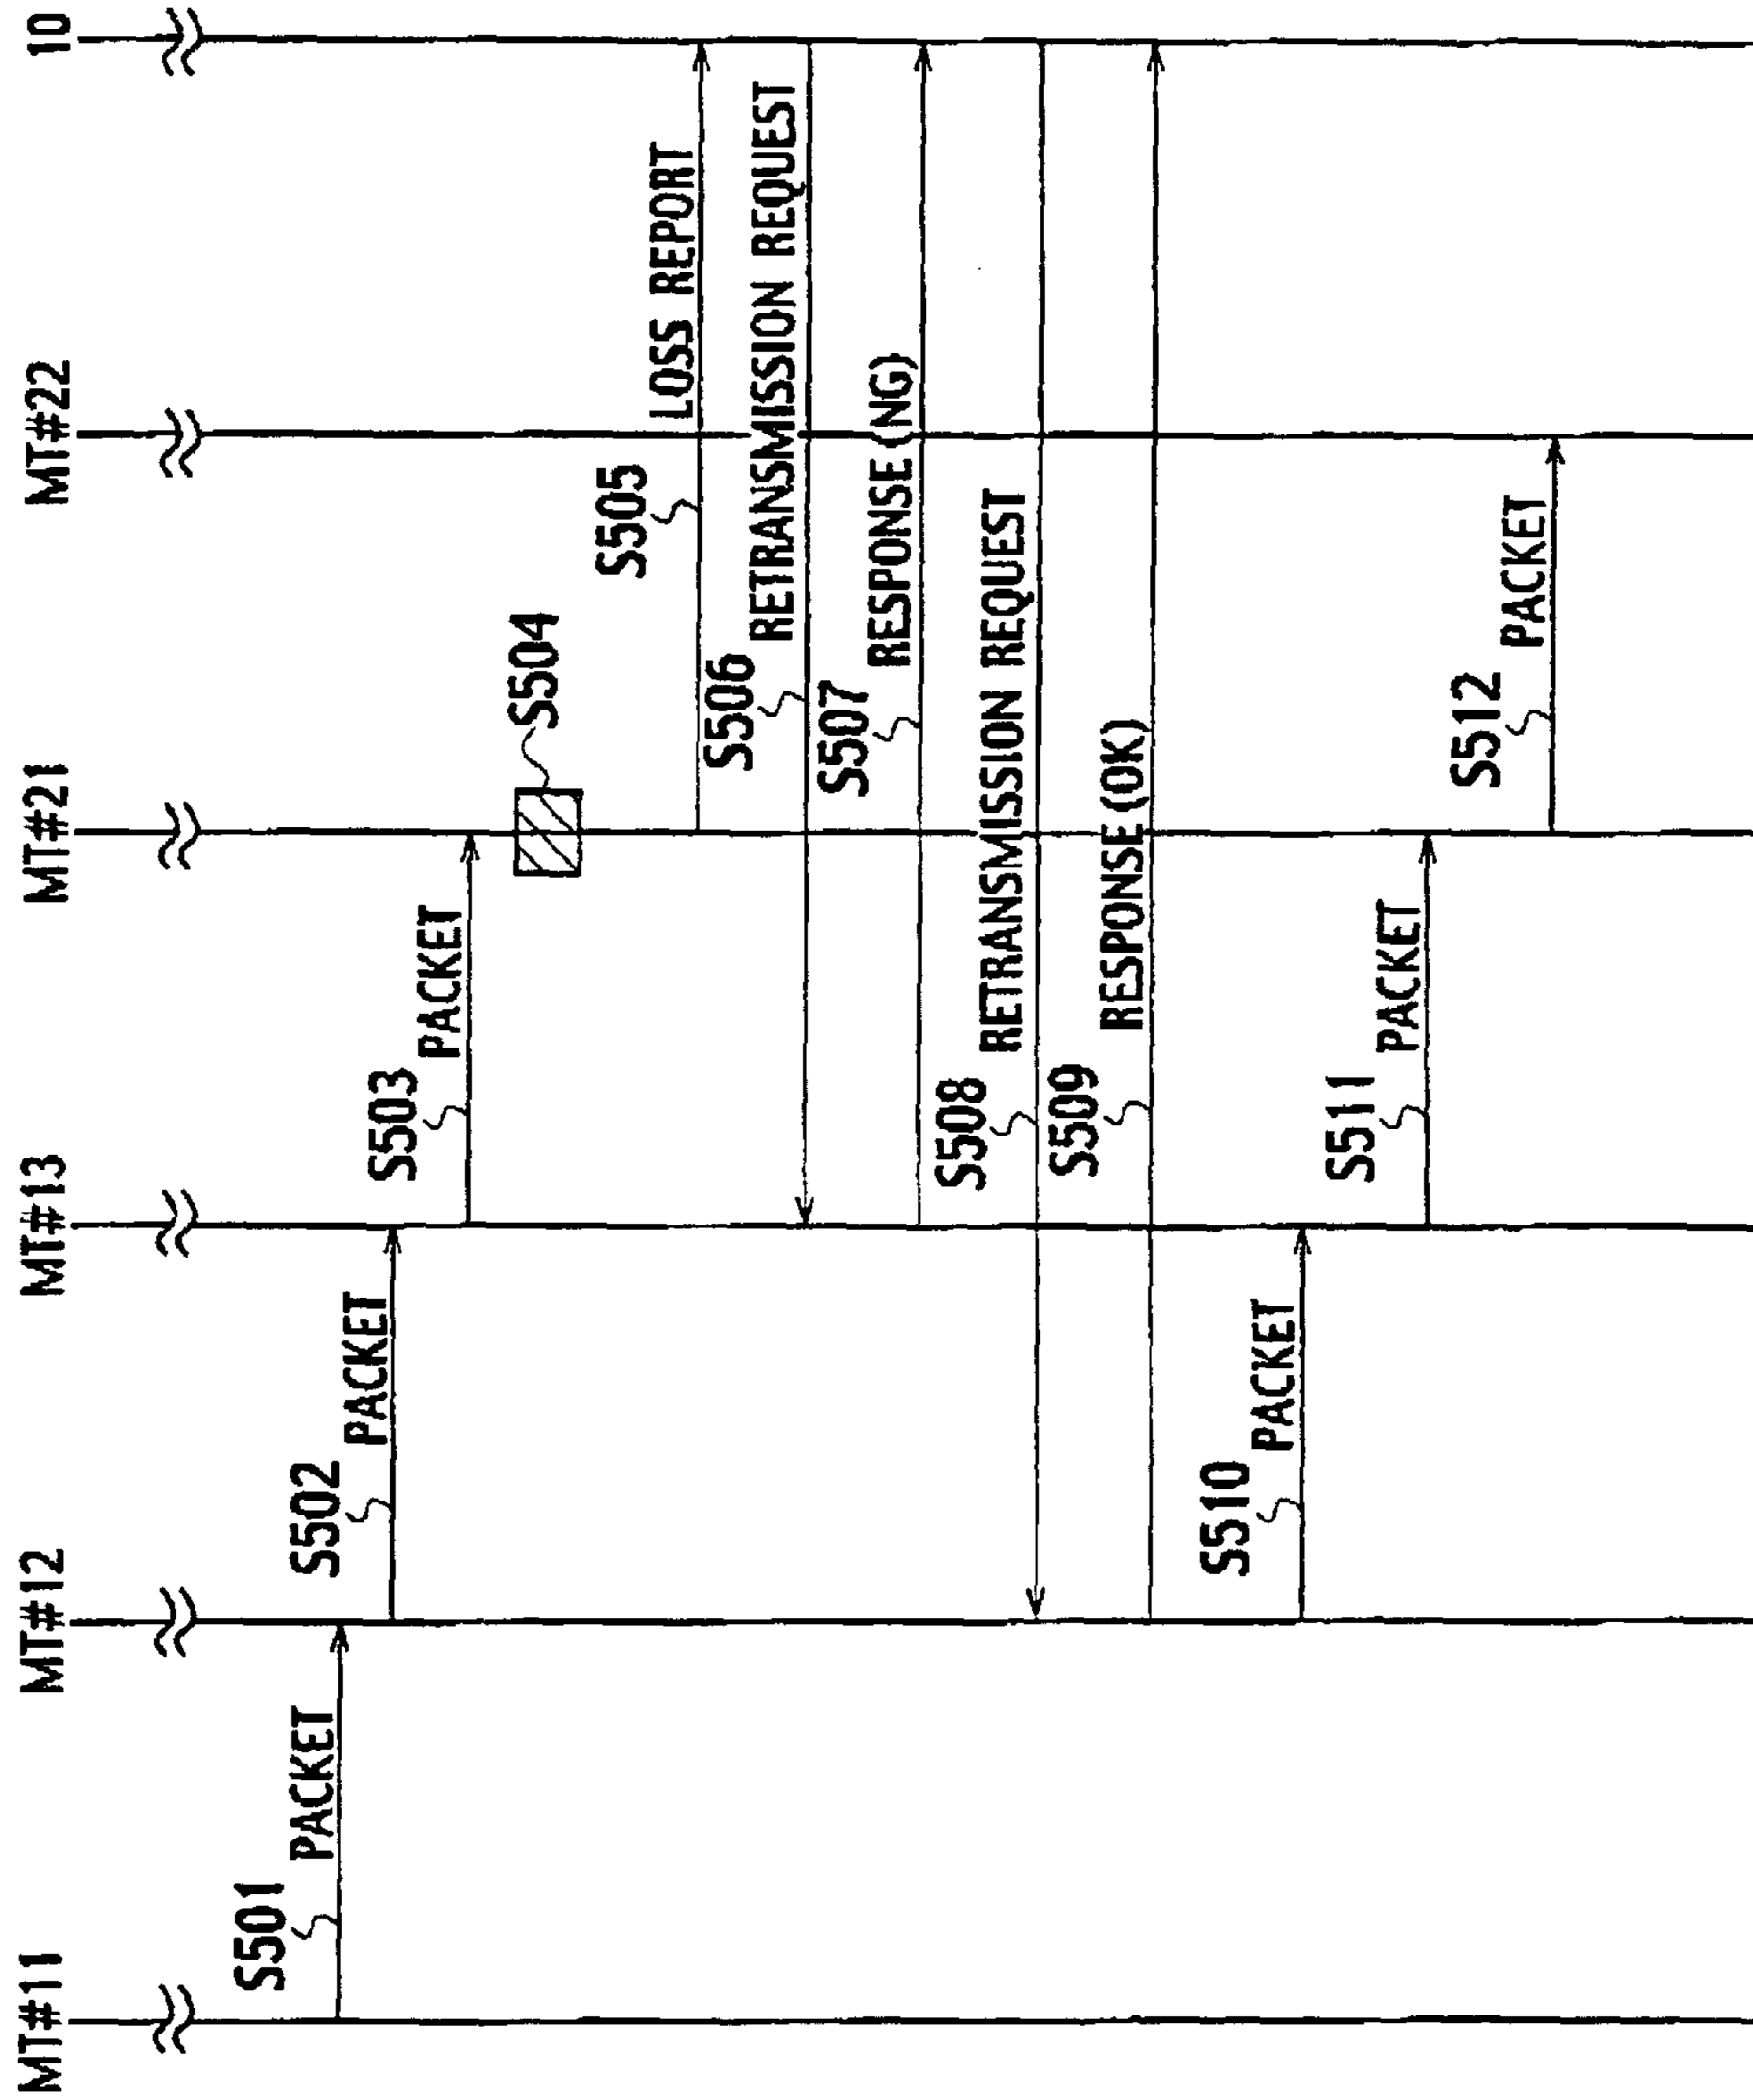 MT#11
MT#12
MT#13
MT#21
MT#22
10
S501
PACKET
S502
PACKET
S503
PACKET
S504
S505
LOSS REPORT
S506
RETRANSMISSION REQUEST
S507
RESPONSE(NG)
S508
RETRANSMISSION REQUEST
S509
RESPONSE(OK)
S510
PACKET
S511
PACKET
S512
PACKET